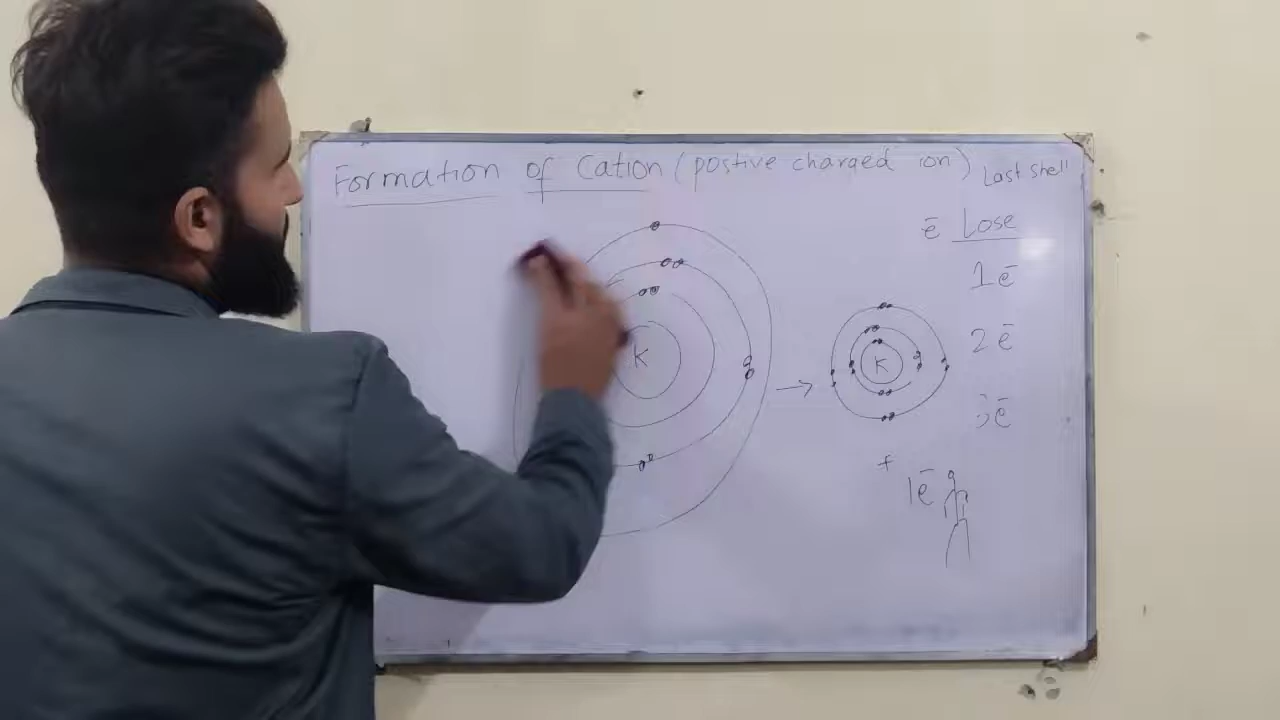 Formation of Cation (postive charged ion) Last shell
ē Lose
1ē
2ē
3ē
K
→
K
+
1ē